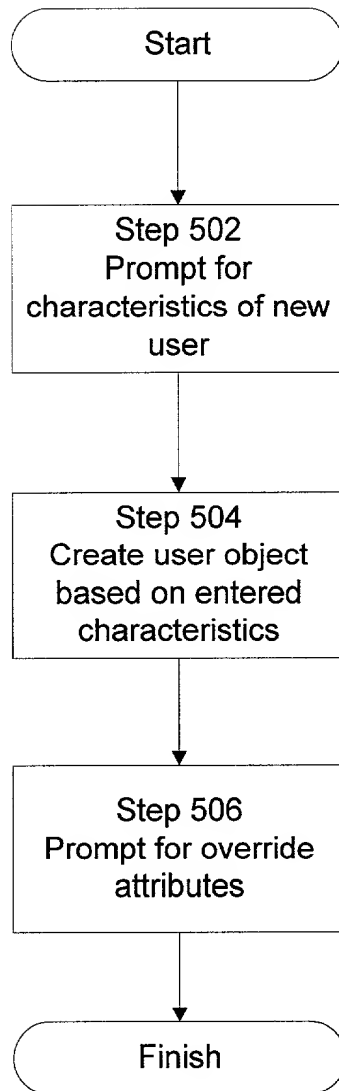 Start
Step 502
Prompt for
characteristics of new
user
Step 504
Create user object
based on entered
characteristics
Step 506
Prompt for override
attributes
Finish